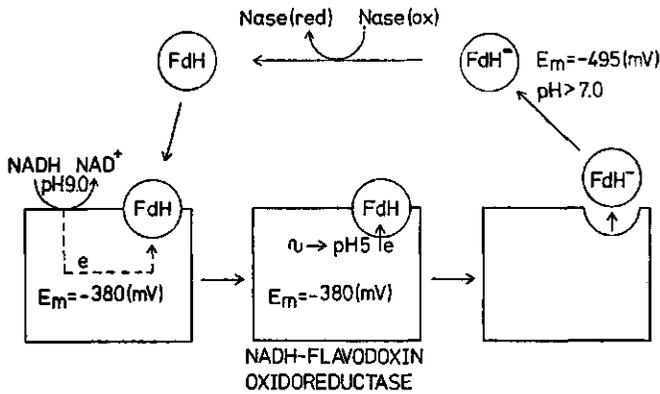 Nase(red) Nase(ox)
FdH
FdH⁻
Em=-495(mV)
pH>7.0
NADH NAD⁺
pH9.0
FdH
e
Em=-380(mV)
FdH
∿→ pH5 e
Em=-380(mV)
FdH⁻
NADH-FLAVODOXIN
OXIDOREDUCTASE